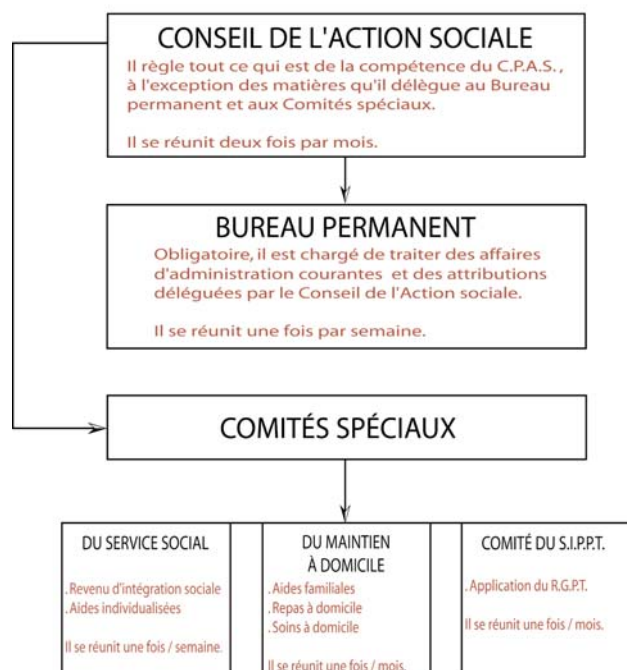 CONSEIL DE L'ACTION SOCIALE
Il règle tout ce qui est de la compétence du C.P.A.S.,
à l'exception des matières qu'il délègue au Bureau
permanent et aux Comités spéciaux.
Il se réunit deux fois par mois.
BUREAU PERMANENT
Obligatoire, il est chargé de traiter des affaires
d'administration courantes et des attributions
déléguées par le Conseil de l'Action sociale.
Il se réunit une fois par semaine.
COMITÉS SPÉCIAUX
DU SERVICE SOCIAL
.Revenu d'intégration sociale
.Aides individualisées
Il se réunit une fois / semaine.
DU MAINTIEN
À DOMICILE
.Aides familiales
.Repas à domicile
.Soins à domicile
Il se réunit une fois / mois.
COMITÉ DU S.I.P.P.T.
.Application du R.G.P.T.
Il se réunit une fois / mois.